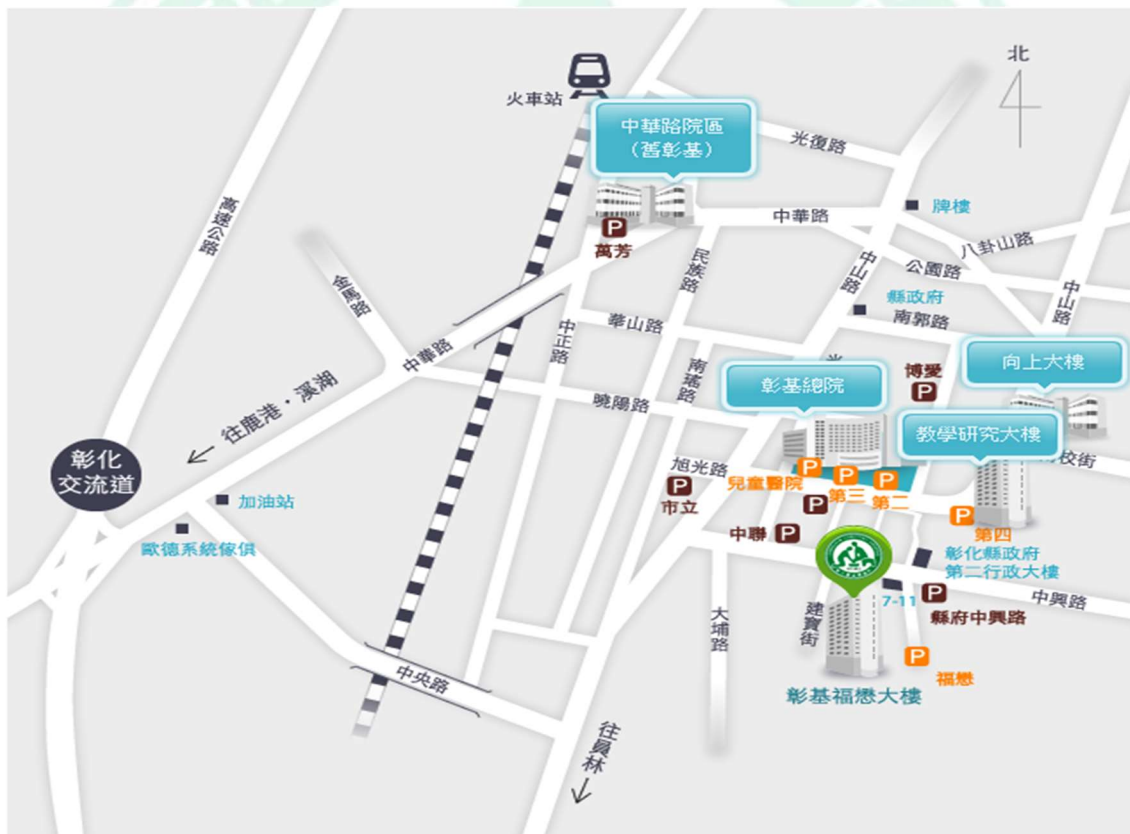 北
火車站
中華路院區
（舊彰基）
光復路
高速公路
中華路
牌樓
萬芳
民族路
八卦山路
中山路
公園路
金馬路
縣政府
中山路
華山路
南郭路
中正路
中華路
南瑤路
光
博愛
向上大樓
彰基總院
往鹿港・溪湖
曉陽路
教學研究大樓
彰化
交流道
旭光路
校街
兒童醫院
第三
第二
市立
加油站
中聯
第四
歐德系統傢俱
彰化縣政府
第二行政大樓
7-11
中興路
縣府中興路
大埔路
建寶街
中央路
福懋
彰基福懋大樓
往員林
P
P
P
P
P
P
P
P
P
P
P